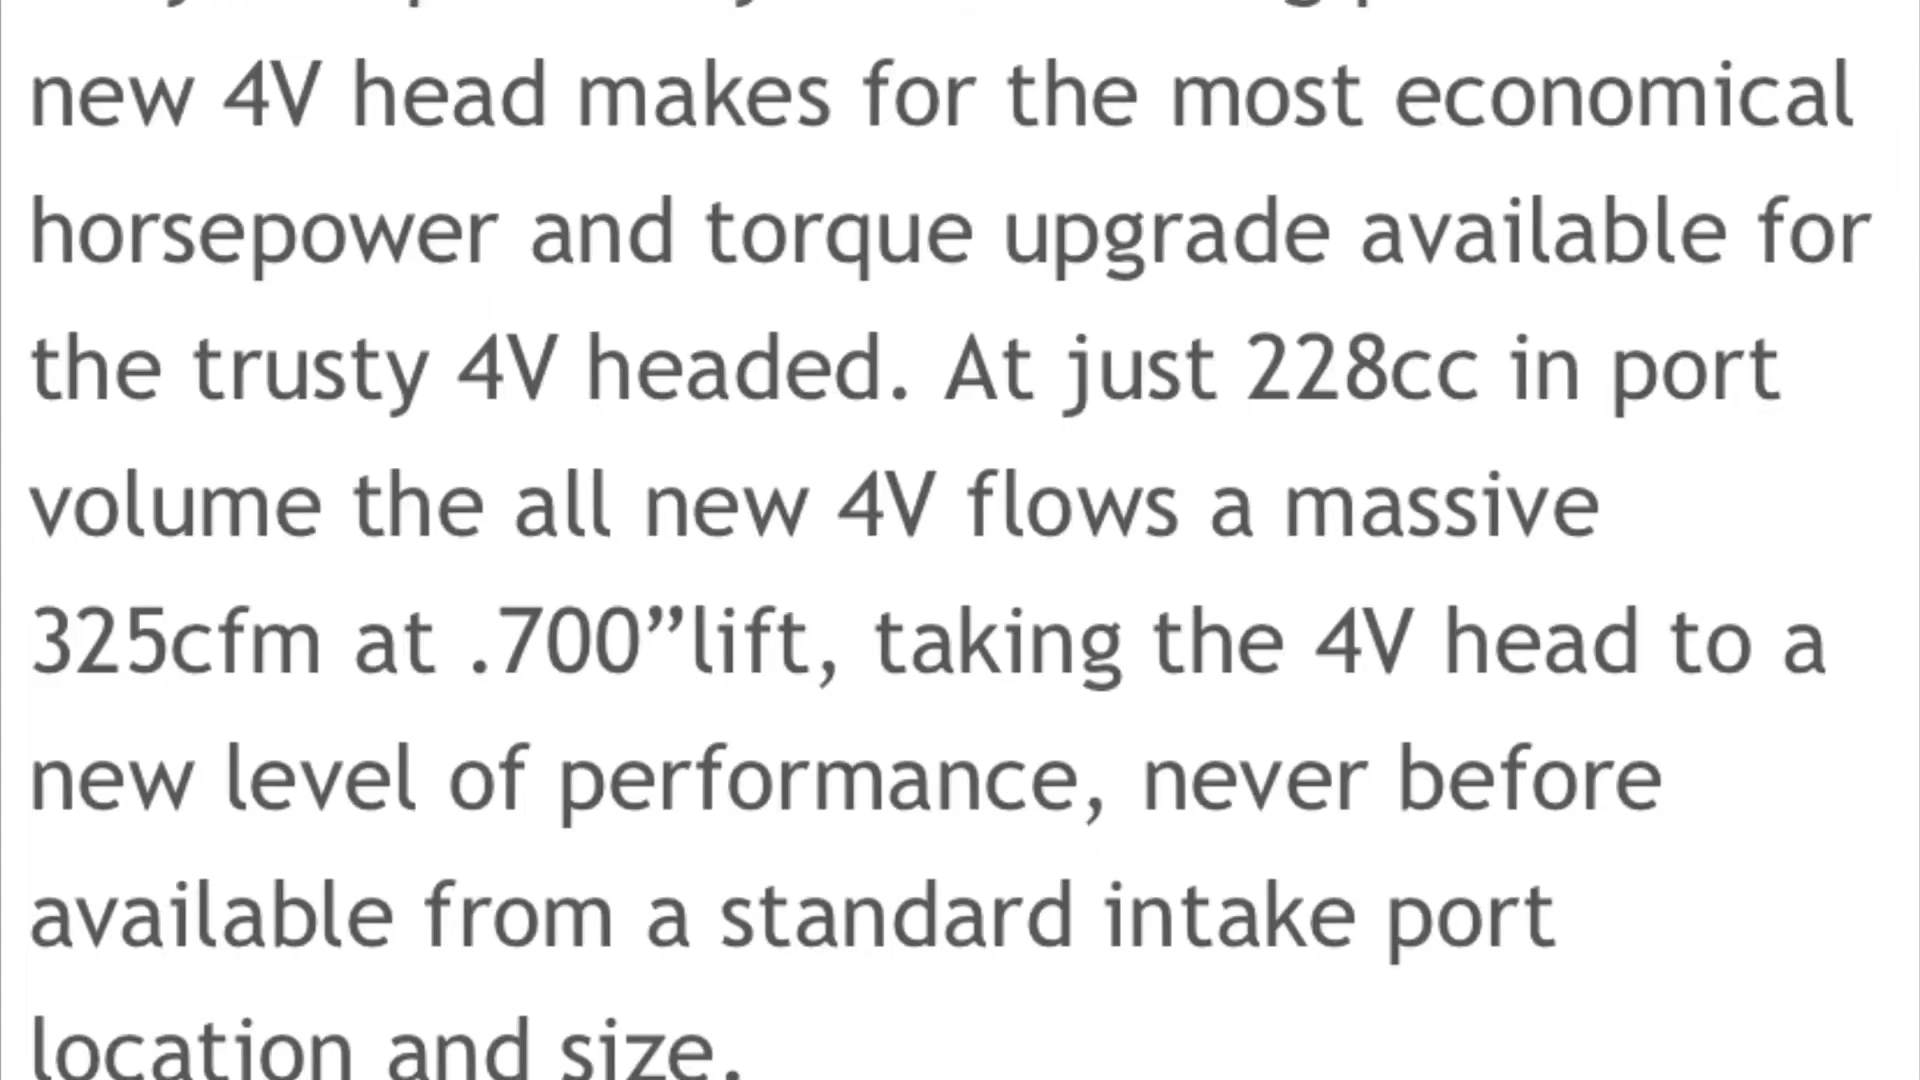 new 4V head makes for the most economical
horsepower and torque upgrade available for
the trusty 4V headed. At just 228cc in port
volume the all new 4V flows a massive
325cfm at .700”lift, taking the 4V head to a
new level of performance, never before
available from a standard intake port
location and size.